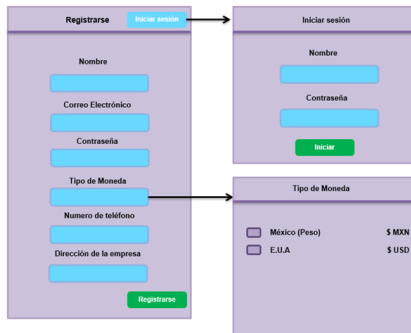 Registrarse
Iniciar sesión
Nombre
Correo Electrónico
Contraseña
Tipo de Moneda
Numero de teléfono
Dirección de la empresa
Registrarse
Iniciar sesión
Nombre
Contraseña
Iniciar
Tipo de Moneda
México (Peso) $ MXN
E.U.A $ USD